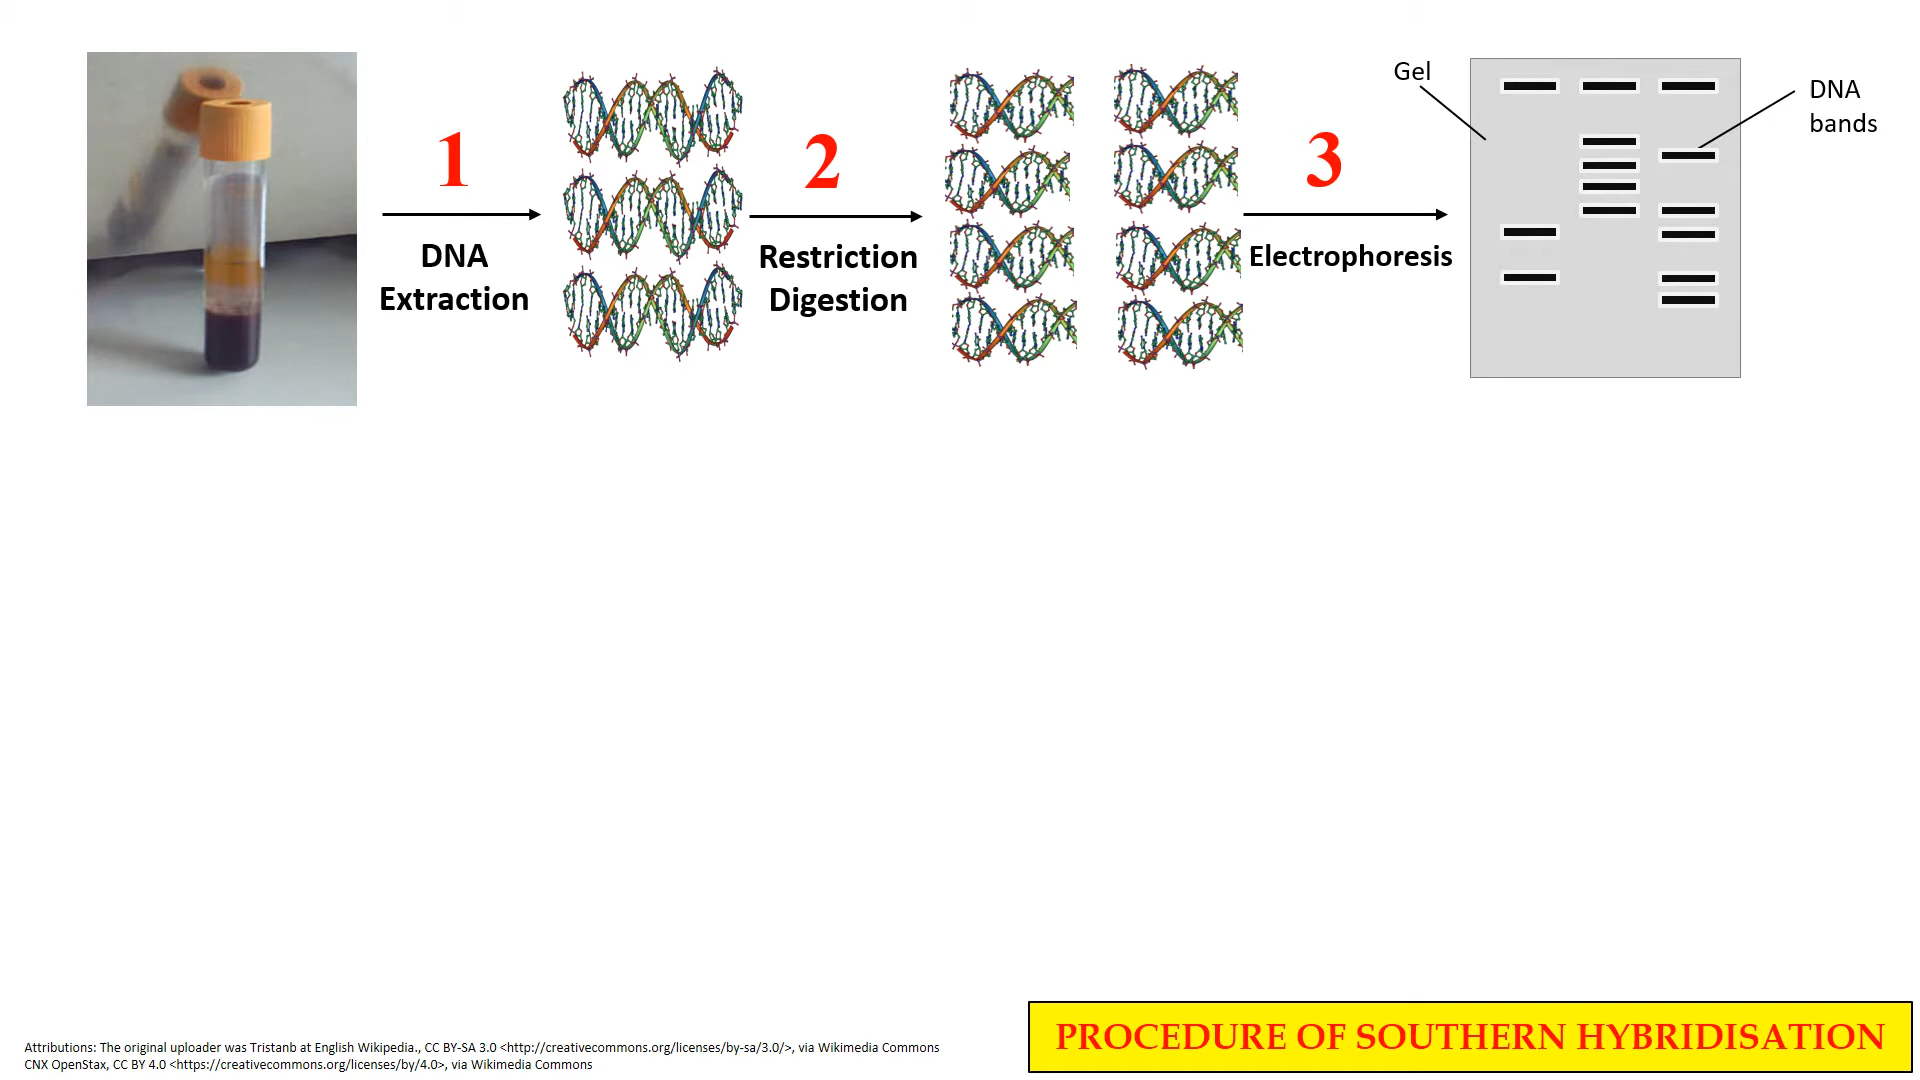 1
DNA
Extraction
2
Restriction
Digestion
3
Electrophoresis
Gel
DNA
bands
Attributions: The original uploader was Tristanb at English Wikipedia., CC BY-SA 3.0 <http://creativecommons.org/licenses/by-sa/3.0/>, via Wikimedia Commons
CNX OpenStax, CC BY 4.0 <https://creativecommons.org/licenses/by/4.0>, via Wikimedia Commons
PROCEDURE OF SOUTHERN HYBRIDISATION